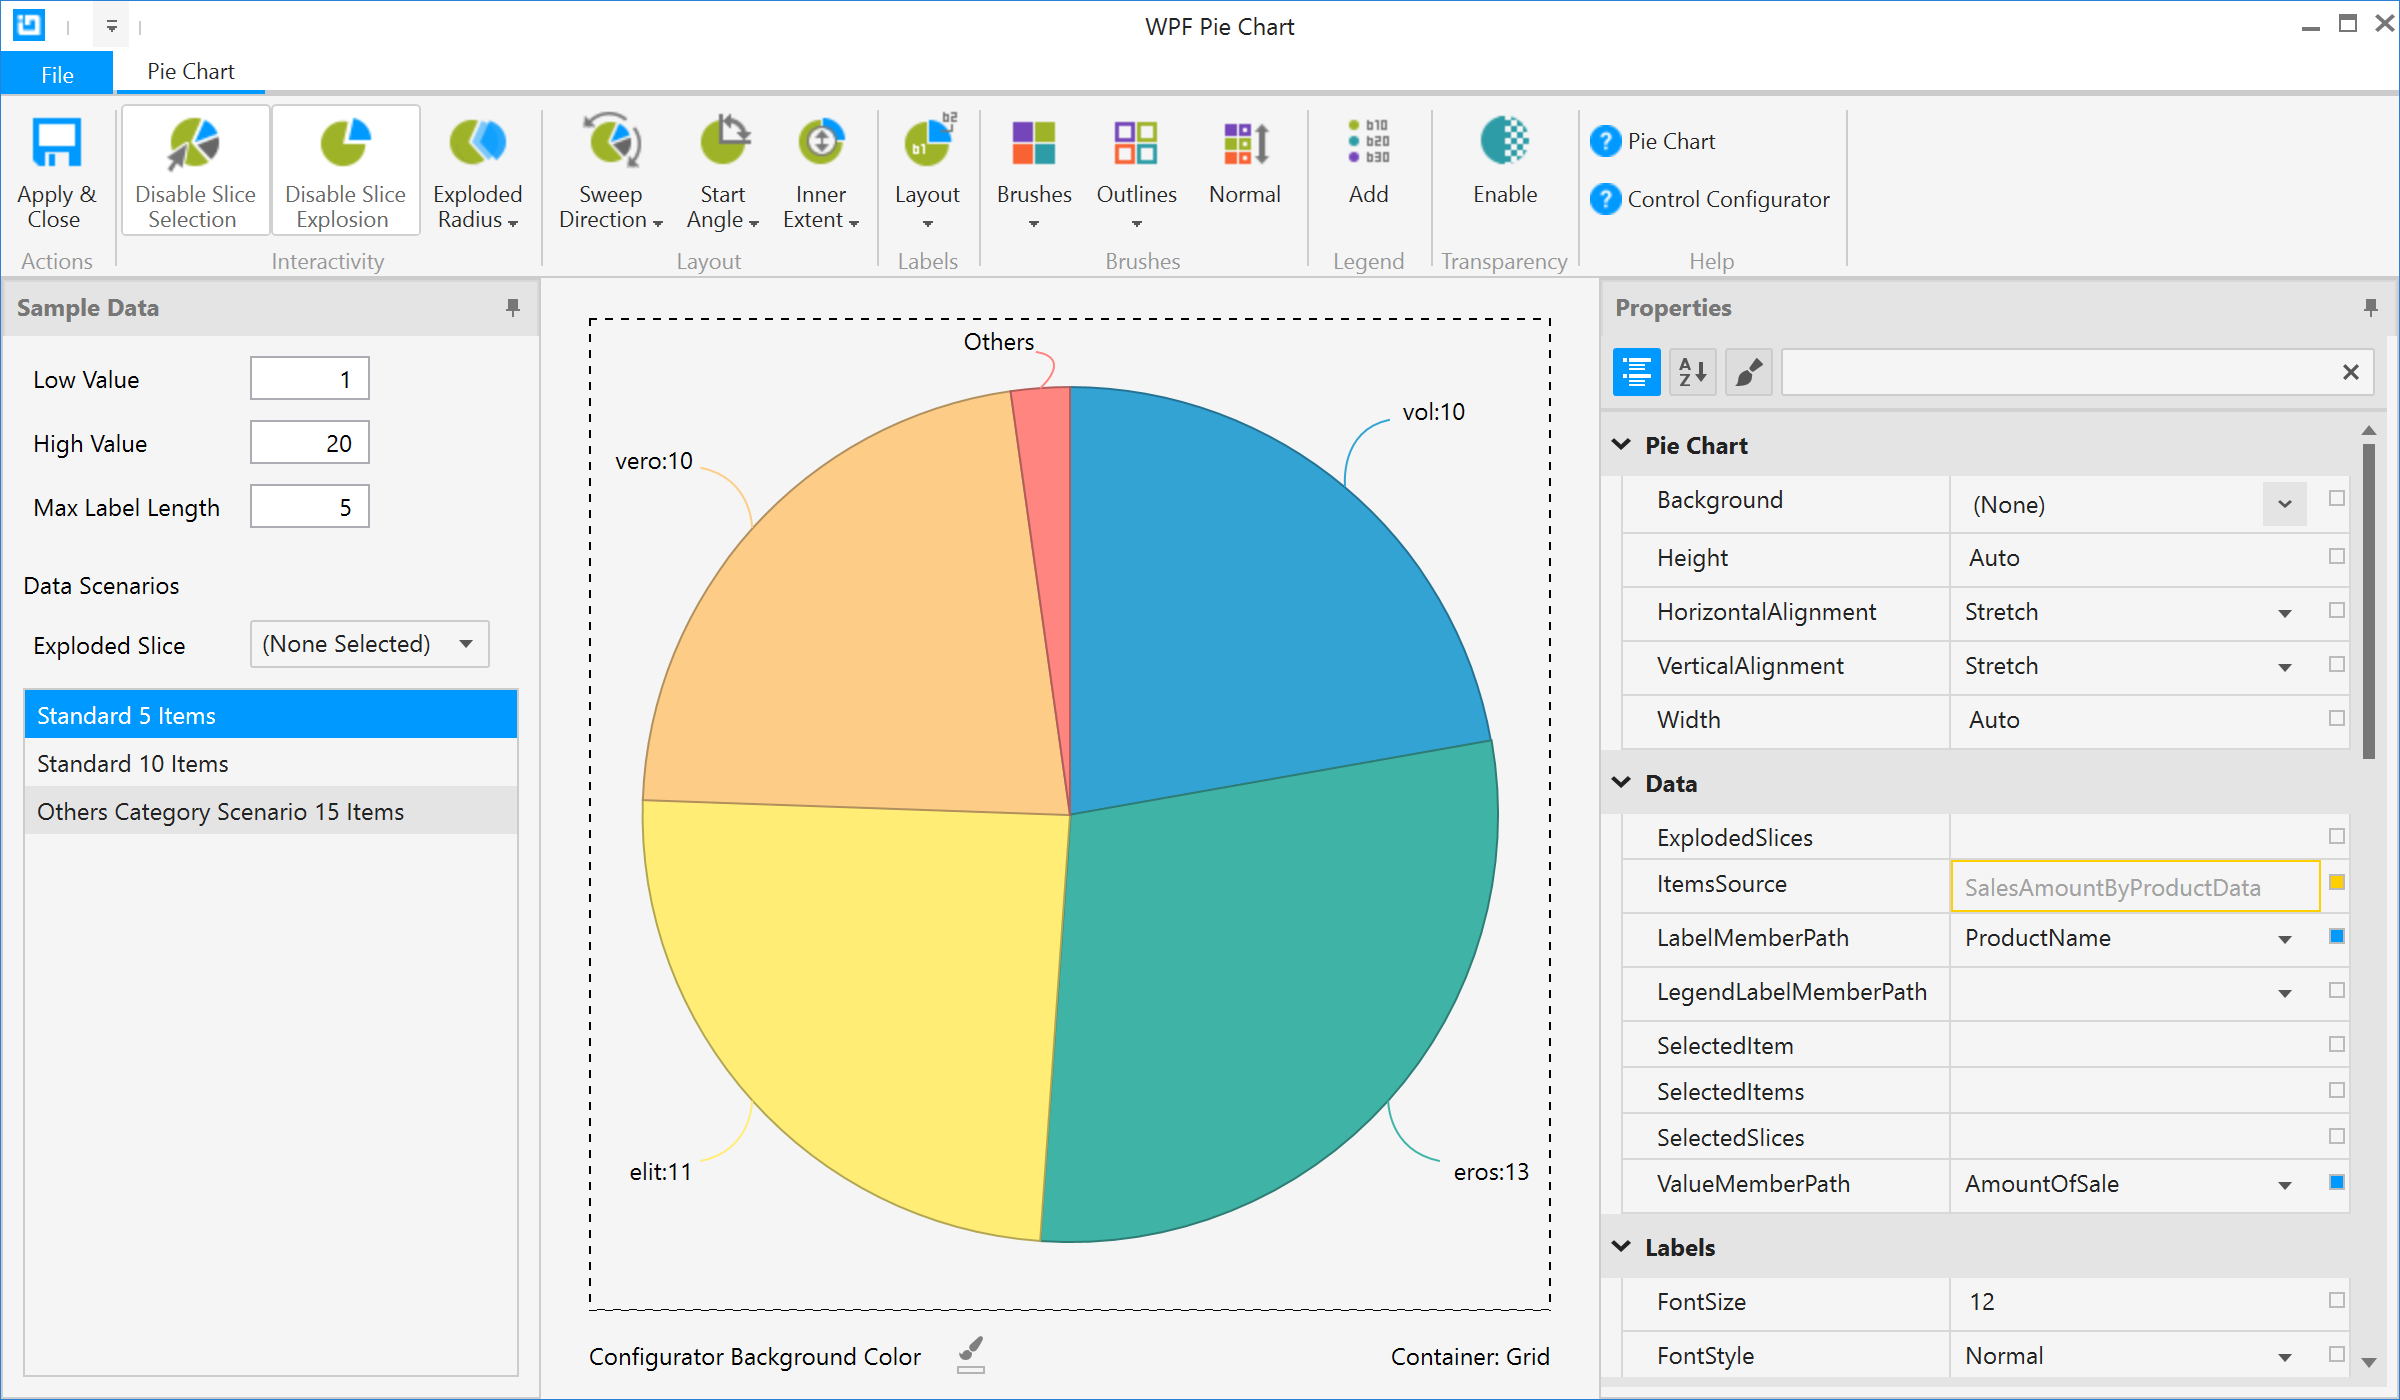 WPF Pie Chart
File
Pie Chart
Apply &
Close
Disable Slice
Selection
Disable Slice
Explosion
Exploded
Radius
Sweep
Direction
Start
Angle
Inner
Extent
b1
b2
Layout
Brushes
Outlines
Normal
b10
b20
b30
Add
Enable
? Pie Chart
? Control Configurator
Actions
Interactivity
Layout
Labels
Brushes
Legend
Transparency
Help
Sample Data
Low Value 1
High Value 20
Max Label Length 5
Data Scenarios
Exploded Slice (None Selected)
Standard 5 Items
Standard 10 Items
Others Category Scenario 15 Items
Others
vol:10
vero:10
elit:11
eros:13
Configurator Background Color
Container: Grid
Properties
A
Z
Pie Chart
Background (None)
Height Auto
HorizontalAlignment Stretch
VerticalAlignment Stretch
Width Auto
Data
ExplodedSlices
ItemsSource SalesAmountByProductData
LabelMemberPath ProductName
LegendLabelMemberPath
SelectedItem
SelectedItems
SelectedSlices
ValueMemberPath AmountOfSale
Labels
FontSize 12
FontStyle Normal